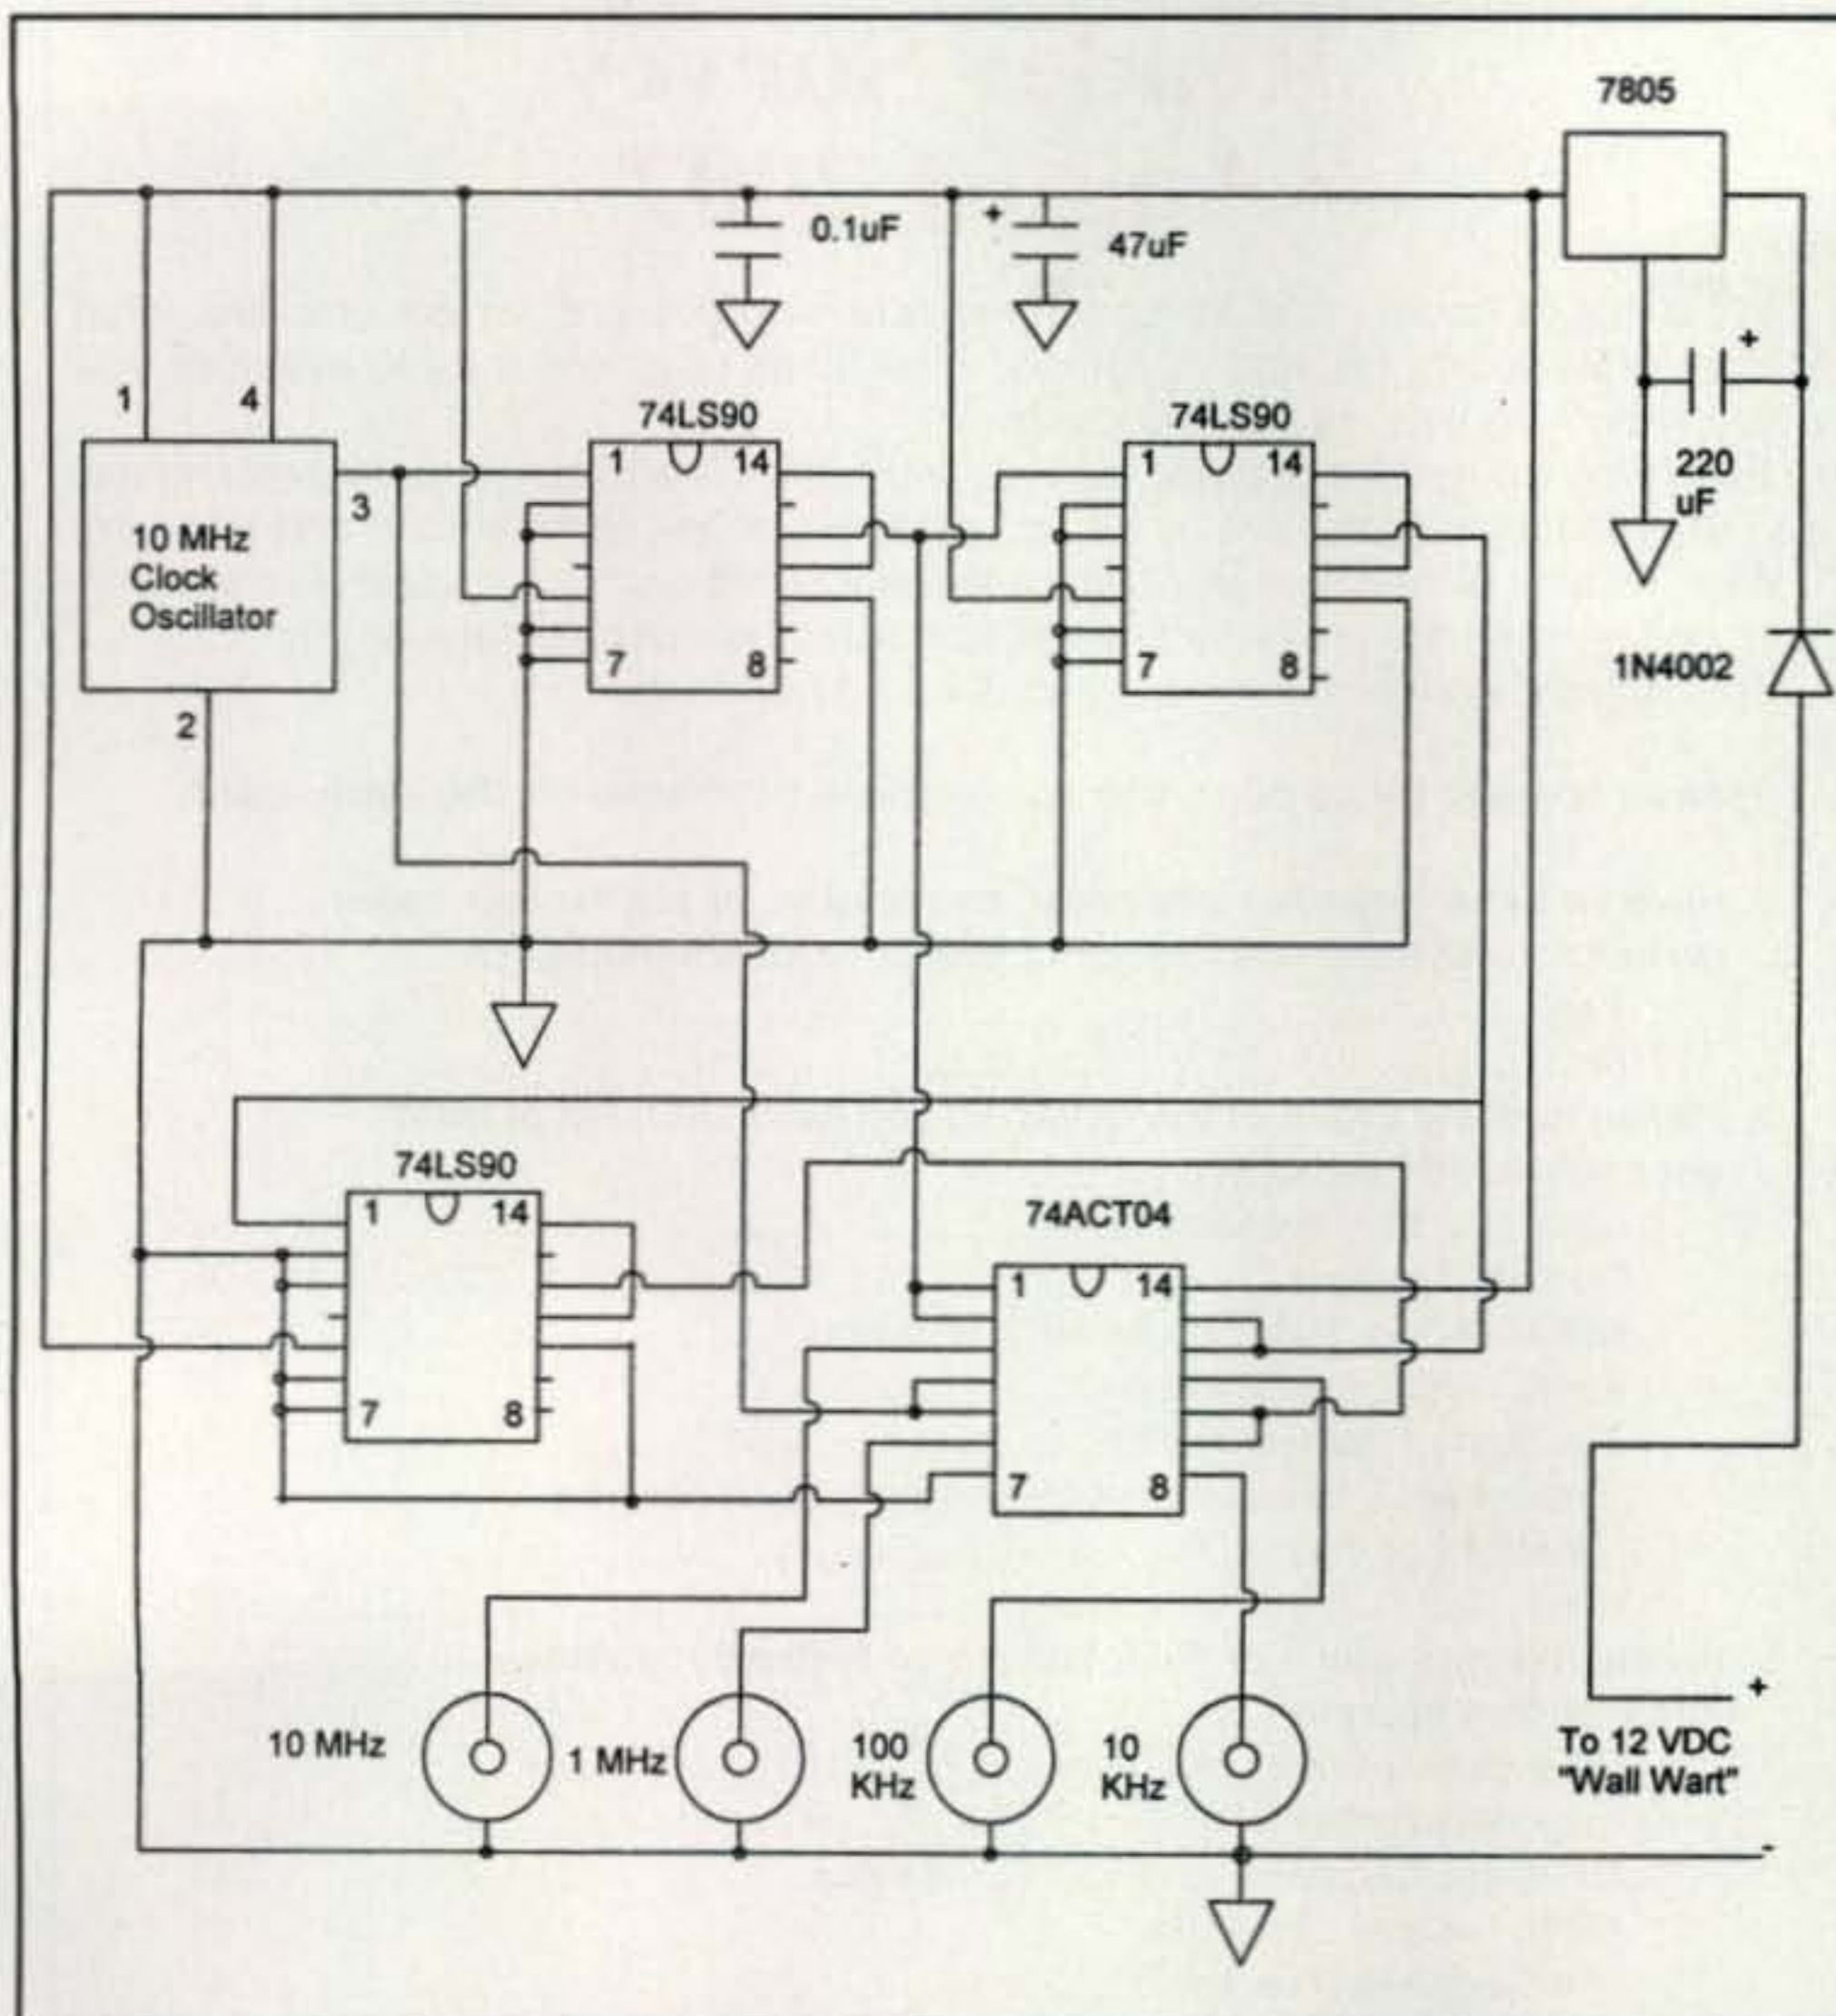 7805
+
0.1uF
47uF
+
1
4
74LS90
74LS90
220
uF
1
14
1
14
3
10 MHz
Clock
Oscillator
7
8
7
8
1N4002
2
74LS90
1
14
74ACT04
1
14
7
8
7
8
+
10 MHz
1 MHz
100
KHz
10
KHz
To 12 VDC
"Wall Wart"
-